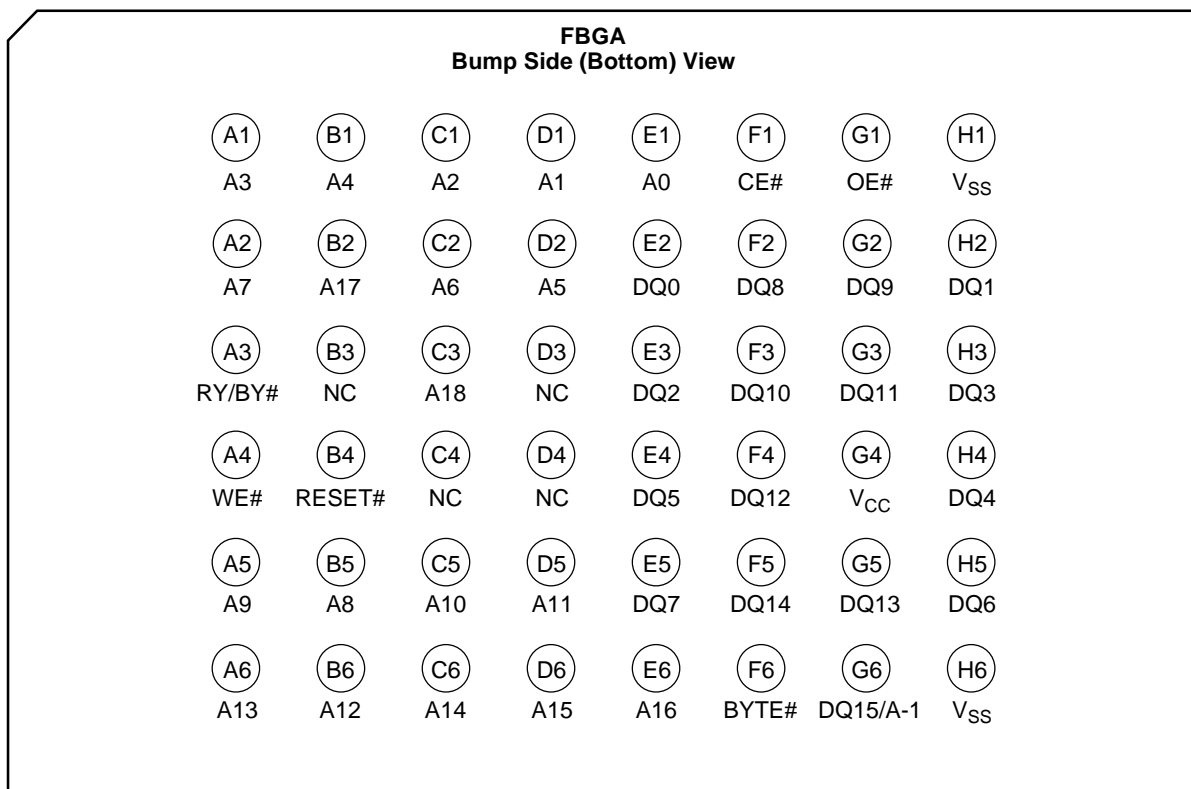 FBGA
Bump Side (Bottom) View
A1 B1 C1 D1 E1 F1 G1 H1
A3 A4 A2 A1 A0 CE# OE# VSS
A2 B2 C2 D2 E2 F2 G2 H2
A7 A17 A6 A5 DQ0 DQ8 DQ9 DQ1
A3 B3 C3 D3 E3 F3 G3 H3
RY/BY# NC A18 NC DQ2 DQ10 DQ11 DQ3
A4 B4 C4 D4 E4 F4 G4 H4
WE# RESET# NC NC DQ5 DQ12 VCC DQ4
A5 B5 C5 D5 E5 F5 G5 H5
A9 A8 A10 A11 DQ7 DQ14 DQ13 DQ6
A6 B6 C6 D6 E6 F6 G6 H6
A13 A12 A14 A15 A16 BYTE# DQ15/A-1 VSS